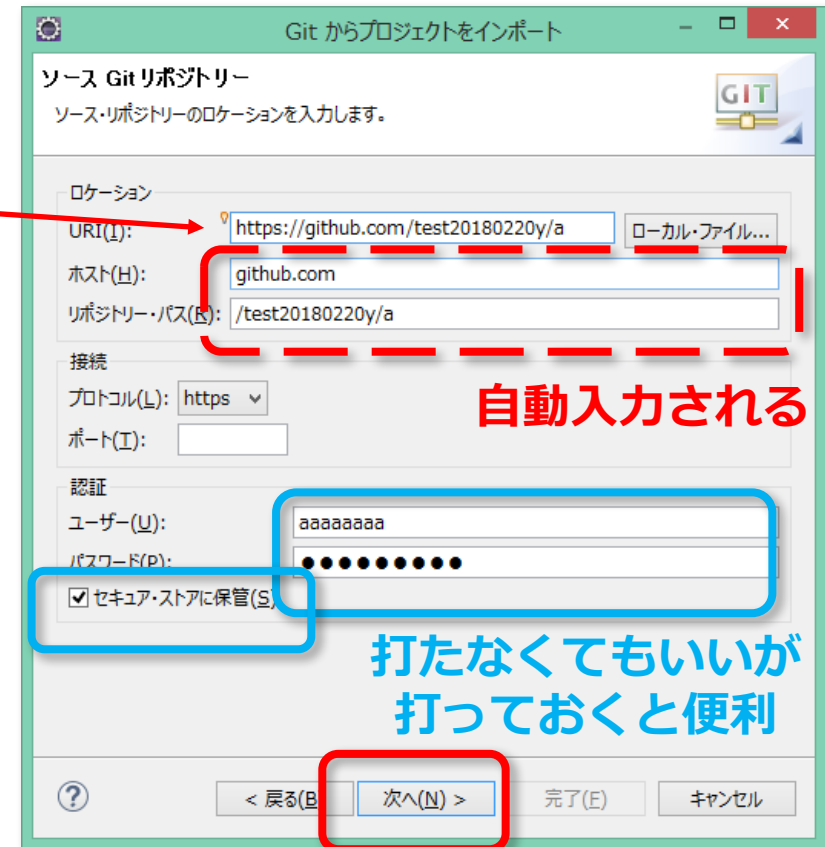 Git からプロジェクトをインポート
ソース Git リポジトリー
ソース・リポジトリーのロケーションを入力します。
GIT
ロケーション
URI(I): https://github.com/test20180220y/a ローカル・ファイル...
ホスト(H): github.com
リポジトリー・パス(R): /test20180220y/a
接続
プロトコル(L): https
自動入力される
ポート(T):
認証
ユーザー(U): aaaaaaaa
パスワード(P): ●●●●●●●●●
セキュア・ストアに保管(S)
打たなくてもいいが
打っておくと便利
< 戻る(B) 次へ(N) > 完了(F) キャンセル